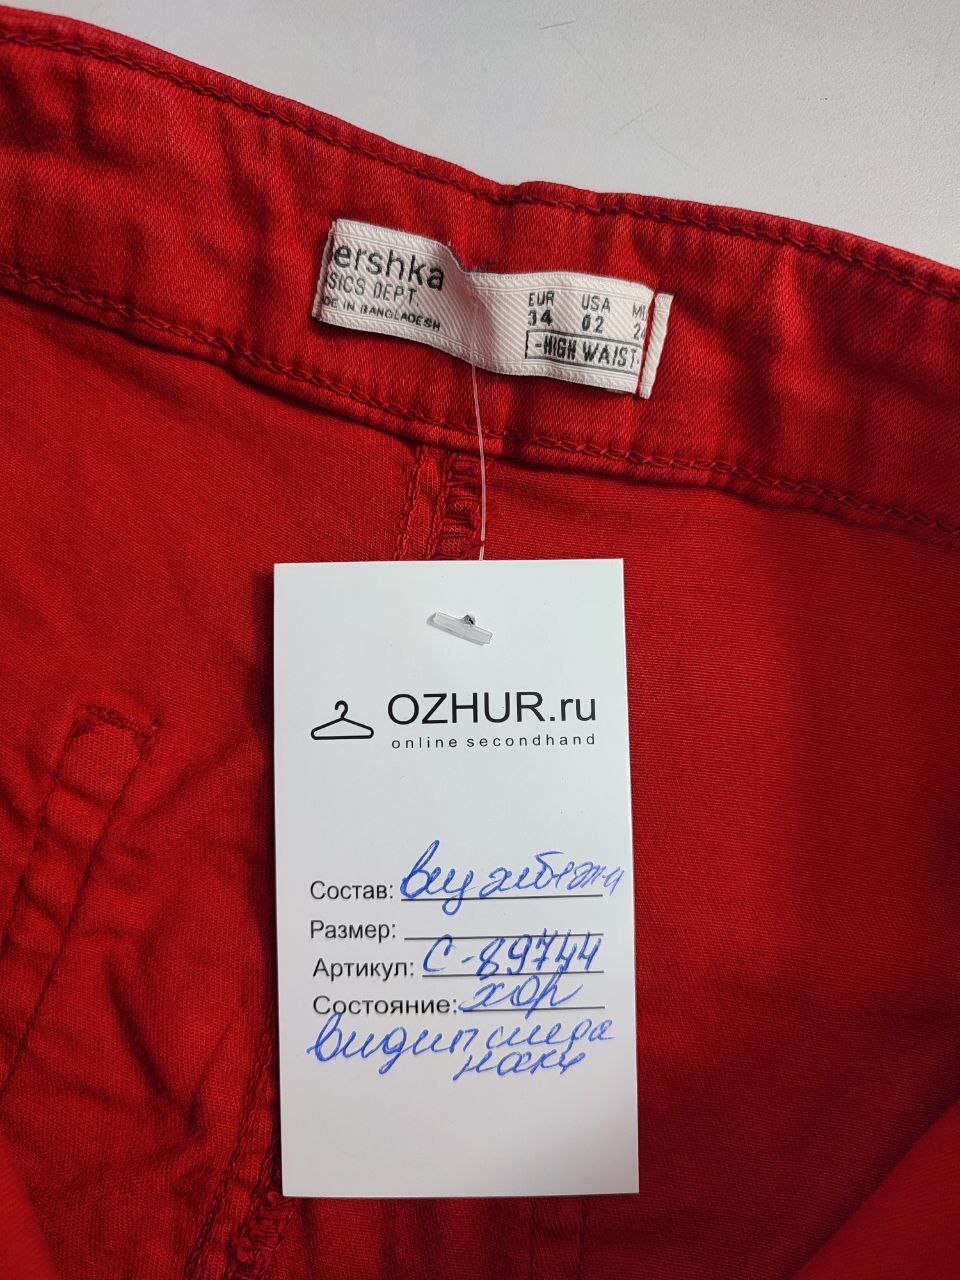 ershka
SICS DEPT.
DE IN BANGLADESH
EUR USA
34 02
-HIGH WAIST-
OZHUR.ru
online secondhand
Состав:
Размер:
Артикул: С-89744
Состояние: хор